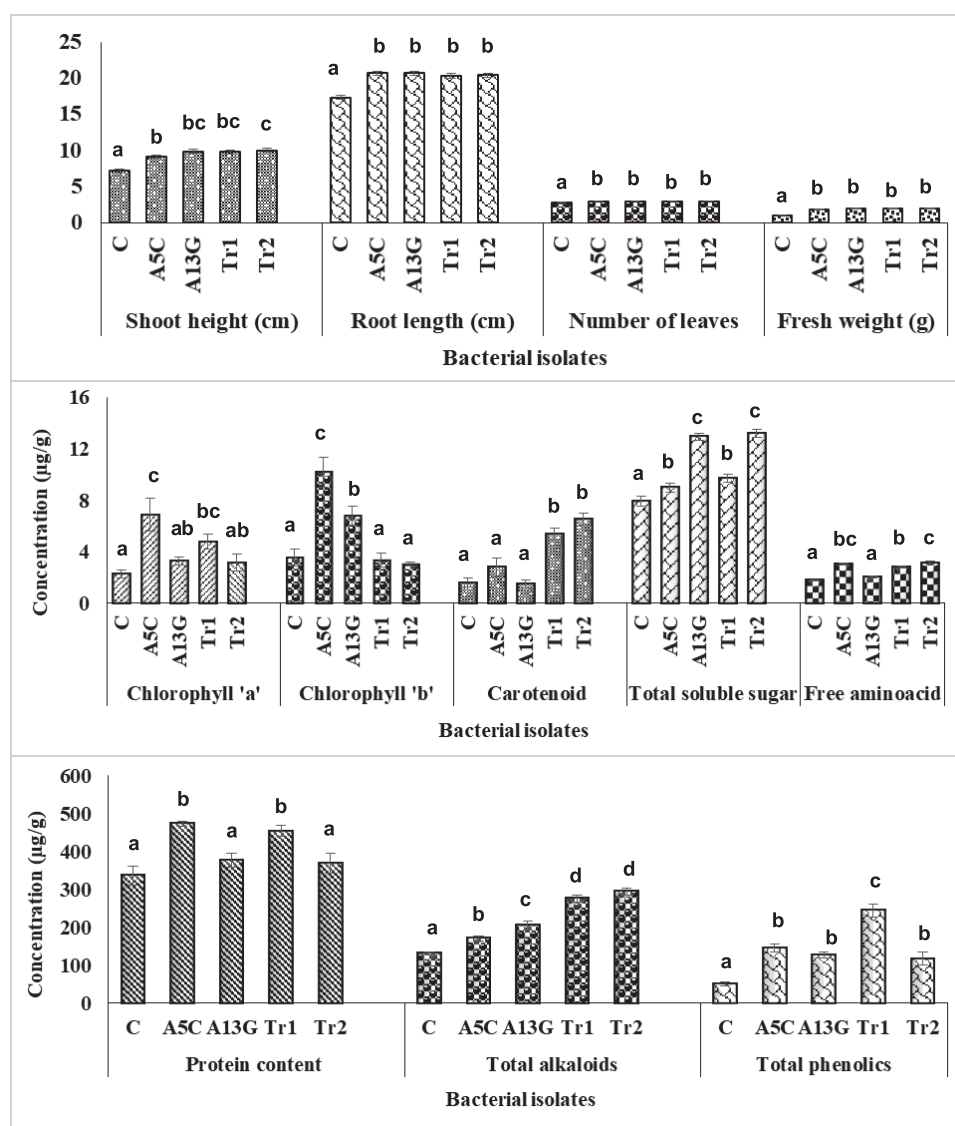 25
20
15
10
5
0
a b bc bc c a b b b b a b b b b a b b b b
C A5C A13G Tr1 Tr2 C A5C A13G Tr1 Tr2 C A5C A13G Tr1 Tr2 C A5C A13G Tr1 Tr2
Shoot height (cm) Root length (cm) Number of leaves Fresh weight (g)
Bacterial isolates
Concentration (µg/g)
16
12
8
4
0
a c ab bc ab a c b a a a a a b b a b c b c a bc a b c
C A5C A13G Tr1 Tr2 C A5C A13G Tr1 Tr2 C A5C A13G Tr1 Tr2 C A5C A13G Tr1 Tr2 C A5C A13G Tr1 Tr2
Chlorophyll 'a' Chlorophyll 'b' Carotenoid Total soluble sugar Free aminoacid
Bacterial isolates
Concentration (µg/g)
600
500
400
300
200
100
0
a b a b a a b c d d a b b c b
C A5C A13G Tr1 Tr2 C A5C A13G Tr1 Tr2 C A5C A13G Tr1 Tr2
Protein content Total alkaloids Total phenolics
Bacterial isolates